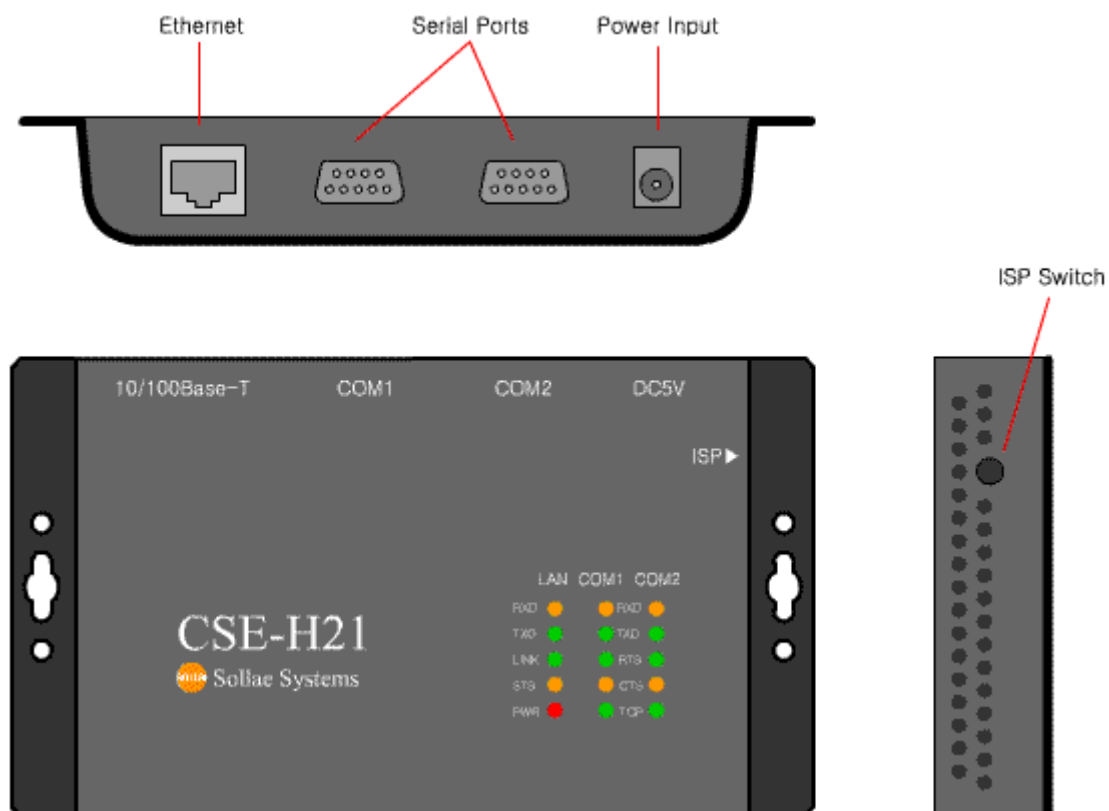 Ethernet Serial Ports Power Input
ISP Switch
10/100Base-T COM1 COM2 DC5V
ISP▶
LAN COM1 COM2
RXD RXD
TXD TXD
LINK RTS
STS CTS
PWR TCP
CSE-H21
Sollae Systems